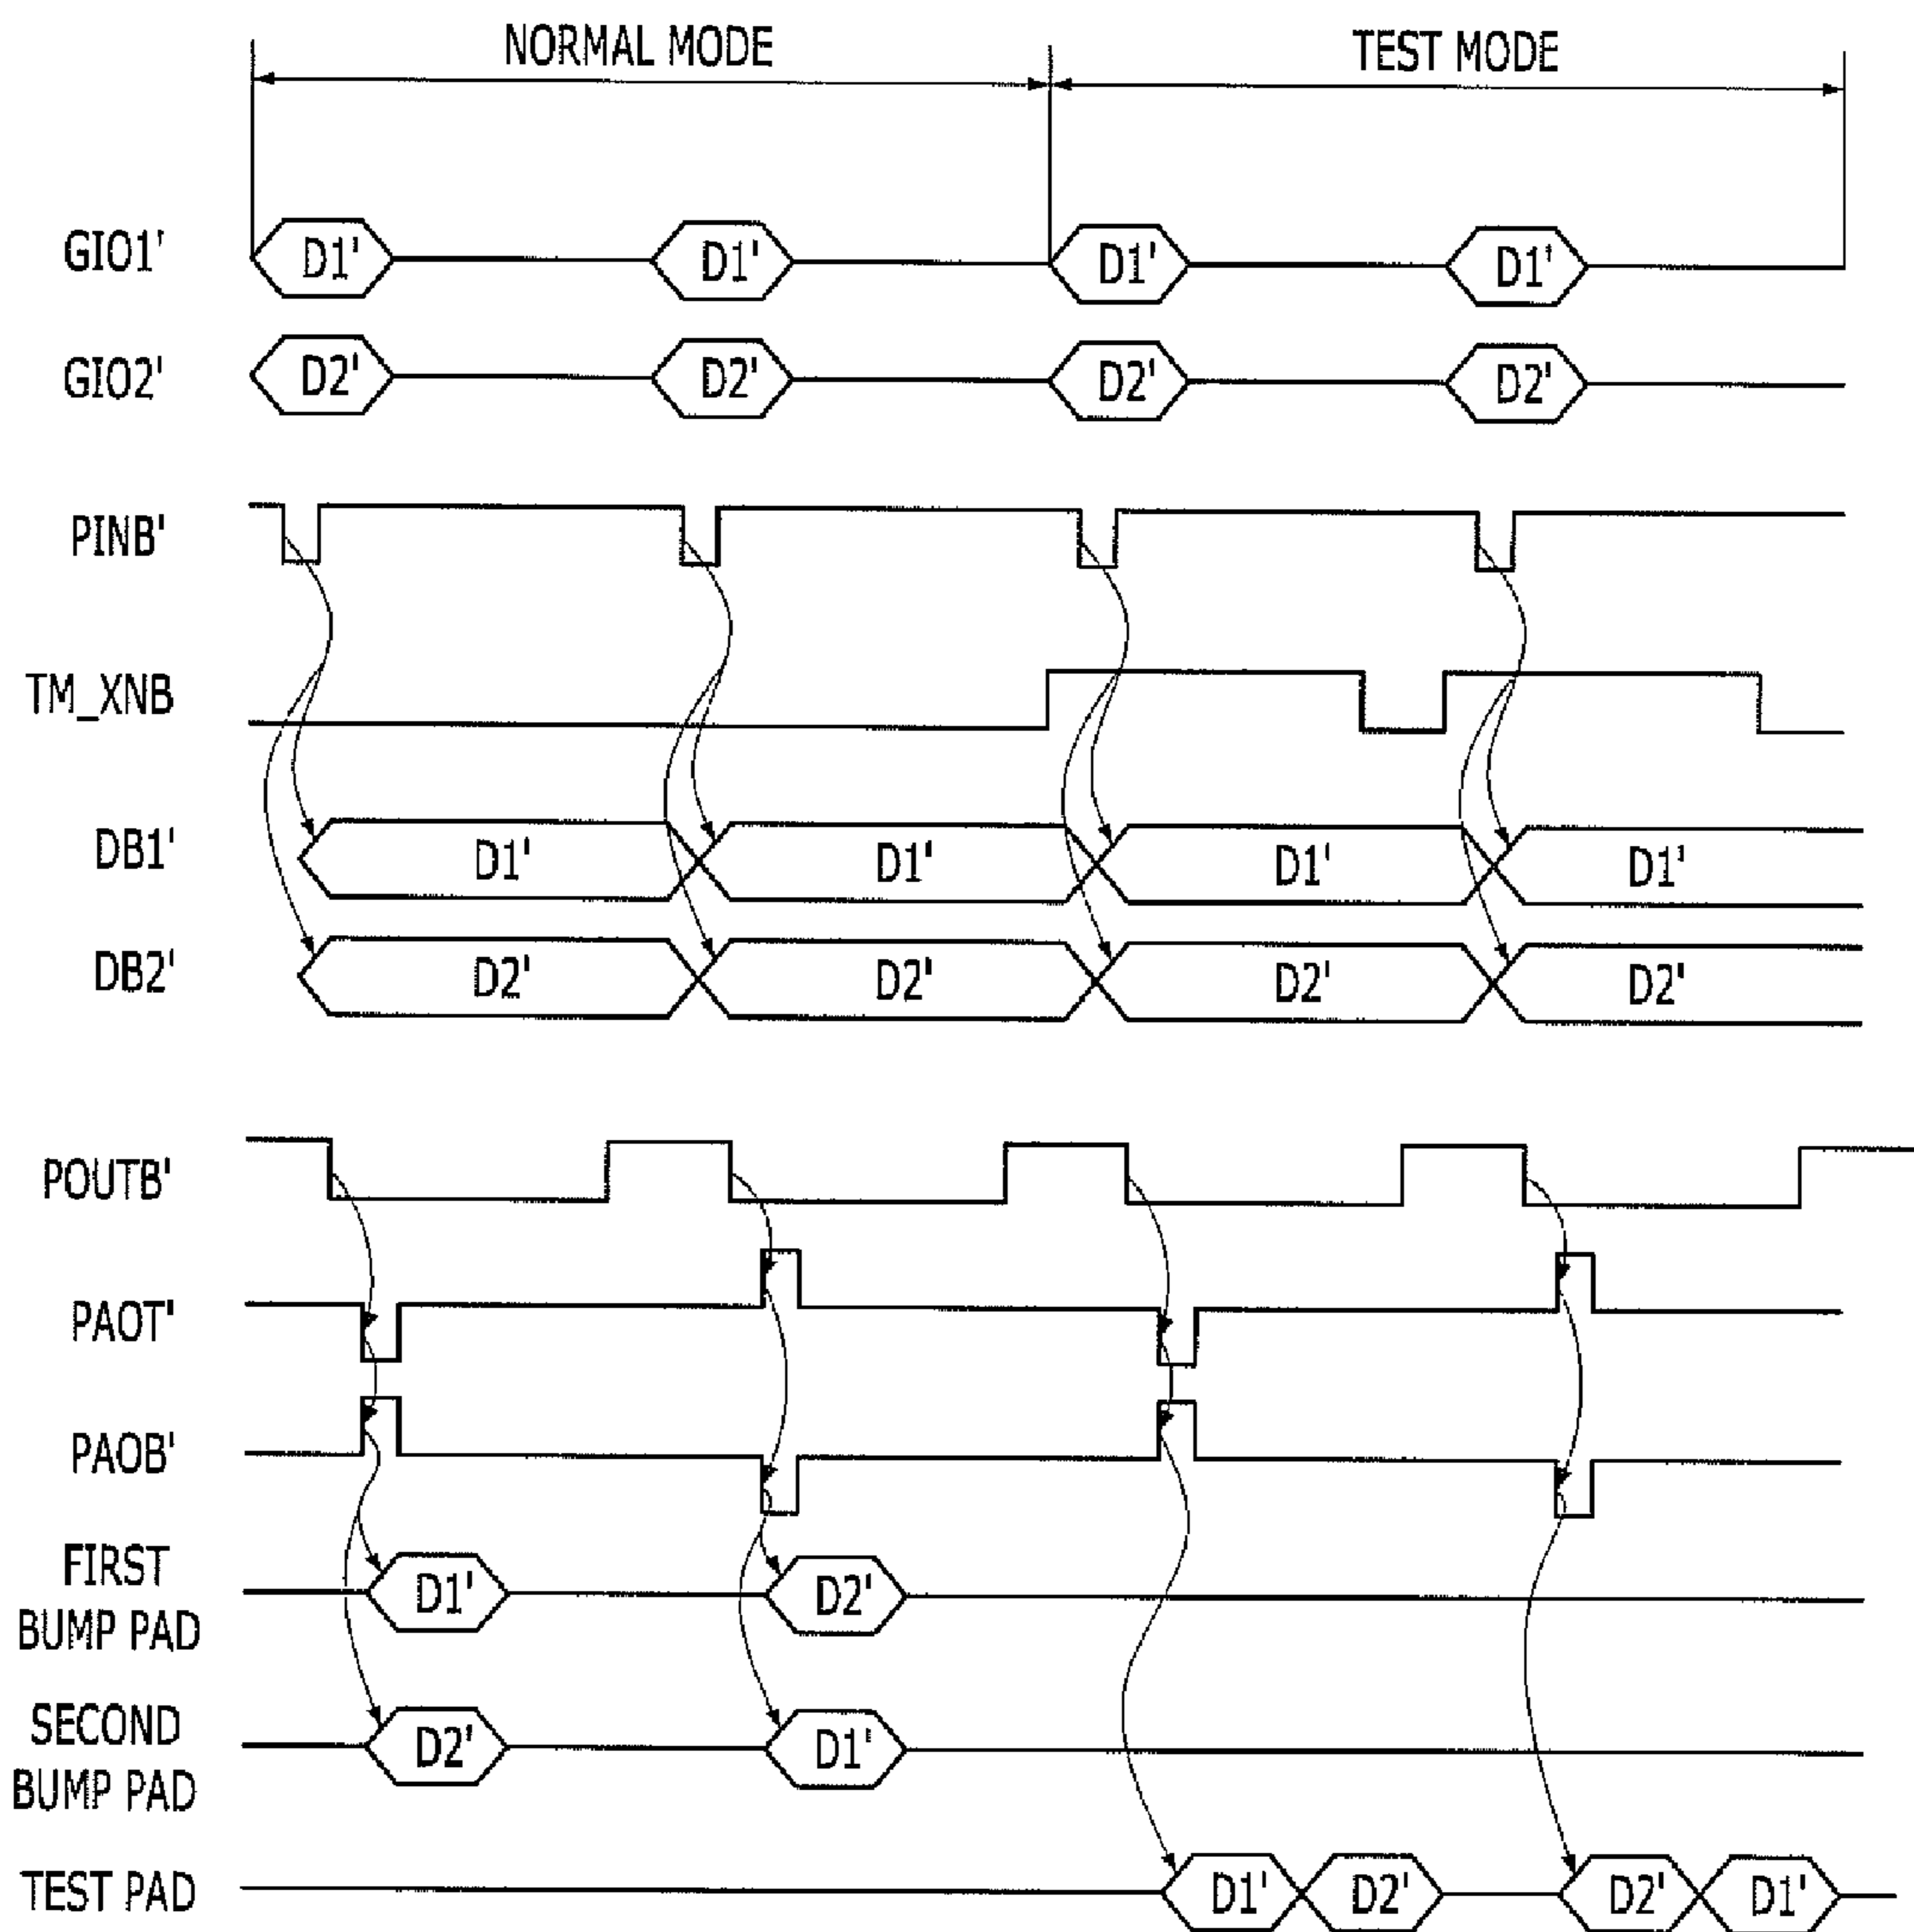 NORMAL MODE TEST MODE
GIO1' D1' D1' D1' D1'
GIO2' D2' D2' D2' D2'
PINB'
TM_XNB
DB1' D1' D1' D1' D1'
DB2' D2' D2' D2' D2'
POUTB'
PAOT'
PAOB'
FIRST
BUMP PAD D1' D2'
SECOND
BUMP PAD D2' D1'
TEST PAD D1' D2' D2' D1'